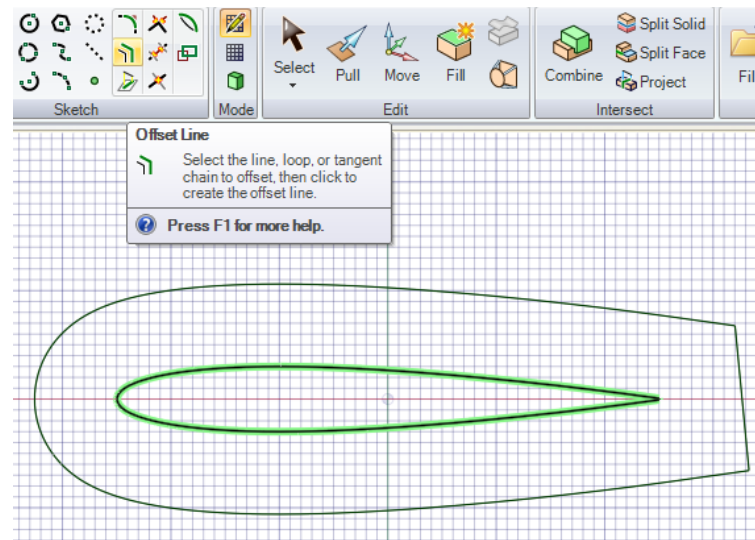 Split Solid
Split Face
Project
Select
Pull
Move
Fill
Combine
Fil
Sketch
Mode
Edit
Intersect
Offset Line
Select the line, loop, or tangent
chain to offset, then click to
create the offset line.
Press F1 for more help.